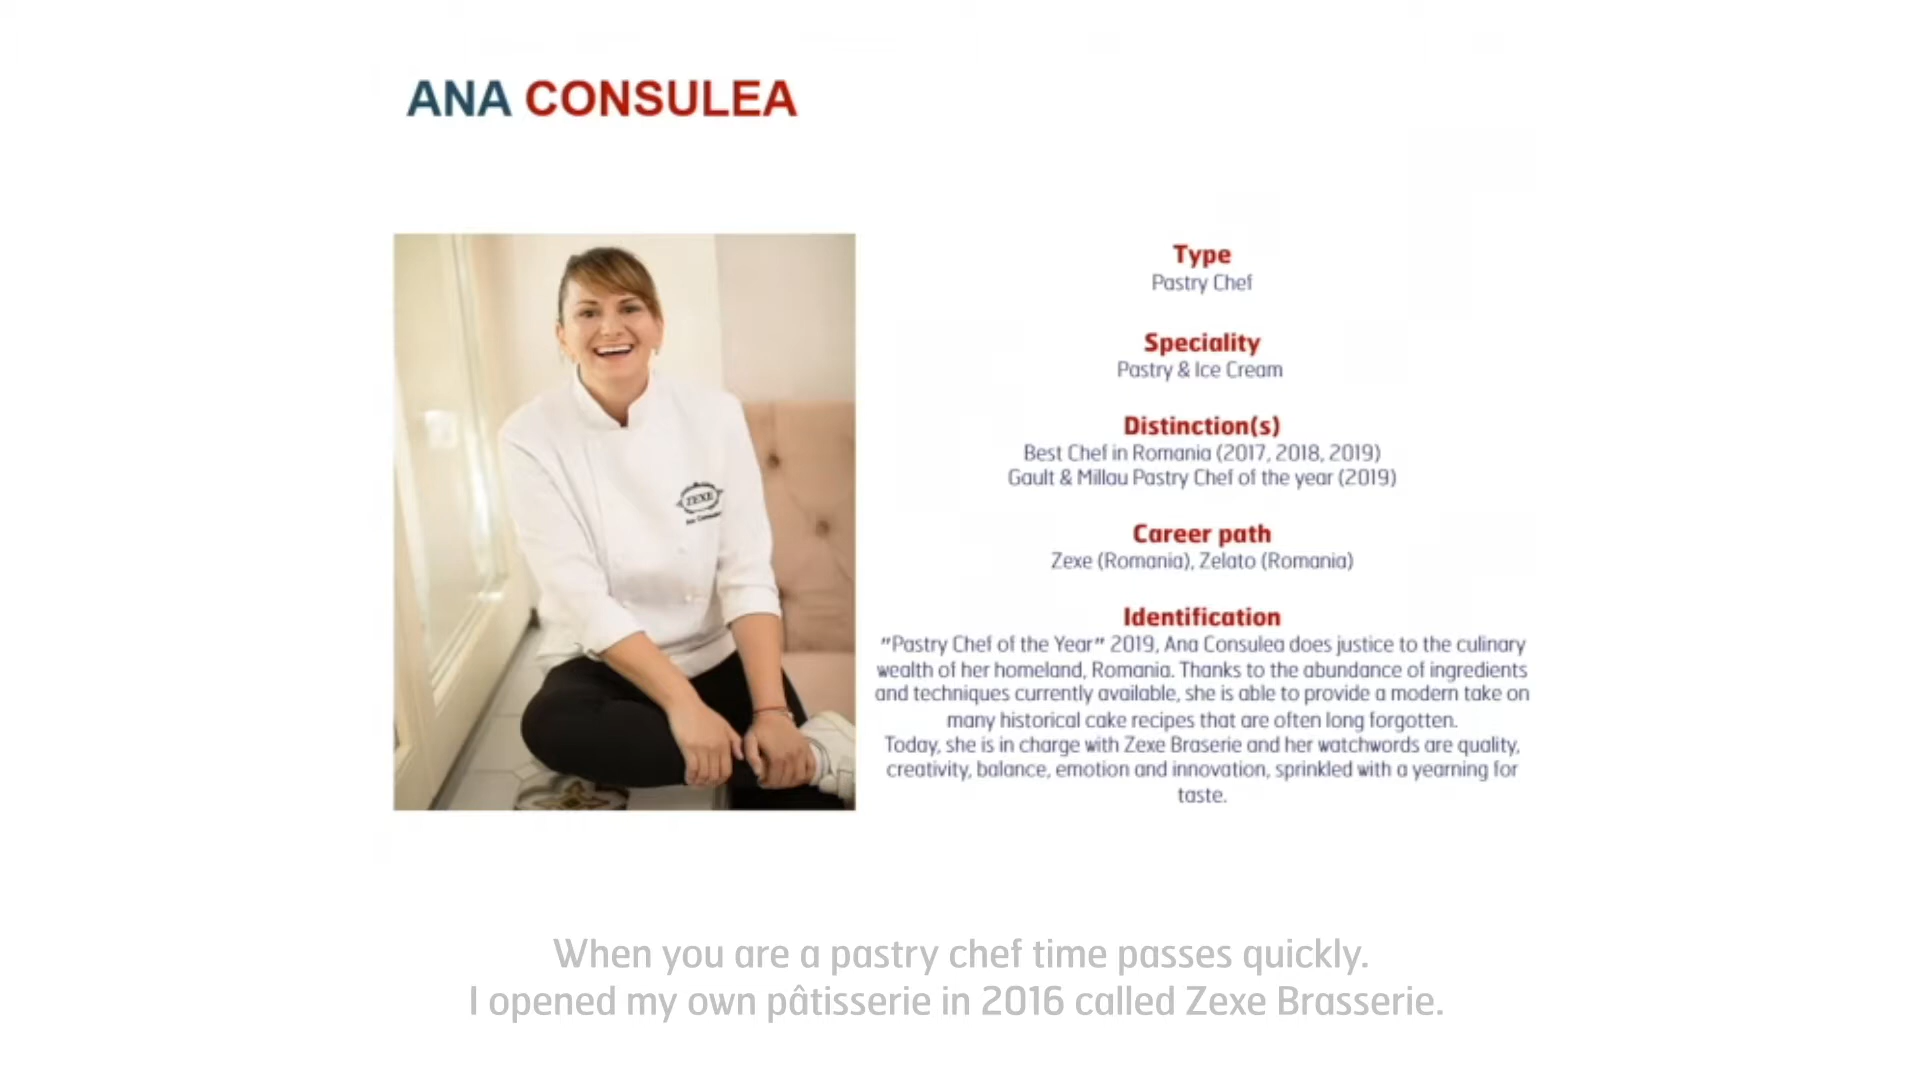 ANA CONSULEA
ZEXE
Type
Pastry Chef
Speciality
Pastry & Ice Cream
Distinction(s)
Best Chef in Romania (2017, 2018, 2019)
Gault & Millau Pastry Chef of the year (2019)
Career path
Zexe (Romania), Zelato (Romania)
Identification
"Pastry Chef of the Year" 2019, Ana Consulea does justice to the culinary
wealth of her homeland, Romania. Thanks to the abundance of ingredients
and techniques currently available, she is able to provide a modern take on
many historical cake recipes that are often long forgotten.
Today, she is in charge with Zexe Braserie and her watchwords are quality,
creativity, balance, emotion and innovation, sprinkled with a yearning for
taste.
When you are a pastry chef time passes quickly.
I opened my own pâtisserie in 2016 called Zexe Brasserie.